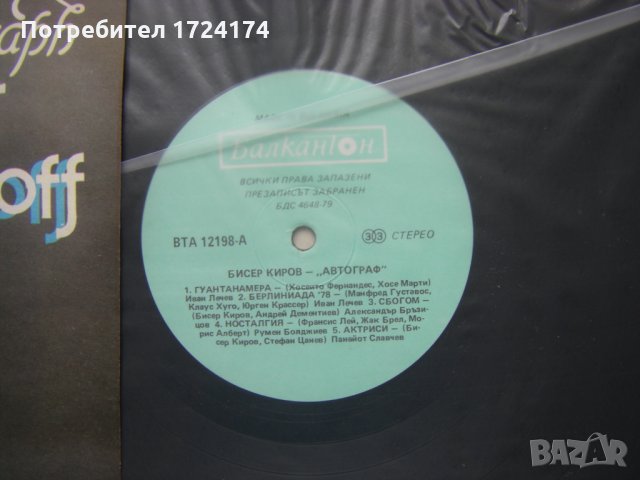 Потребител 1724174
off
Балкантон
ВСИЧКИ ПРАВА ЗАПАЗЕНИ
ПРЕЗАПИСЪТ ЗАБРАНЕН
БДС 4648-79
ВТА 12198-А
33 СТЕРЕО
БИСЕР КИРОВ – „АВТОГРАФ"
1. ГУАНТАНАМЕРА – (Хосеито Фернандес, Хосе Марти)
Иван Лечев 2. БЕРЛИНИАДА '78 – (Манфред Густавос,
Клаус Хуго, Юрген Крассер) Иван Лечев 3. СБОГОМ –
(Бисер Киров, Андрей Дементиев) Александър Бръзи-
цов 4. НОСТАЛГИЯ – (Франсис Лей, Жак Брел, Мо-
рис Алберт) Румен Бояджиев 5. АКТРИСИ – (Би-
сер Киров, Стефан Цанев) Панайот Славчев
BAZAR